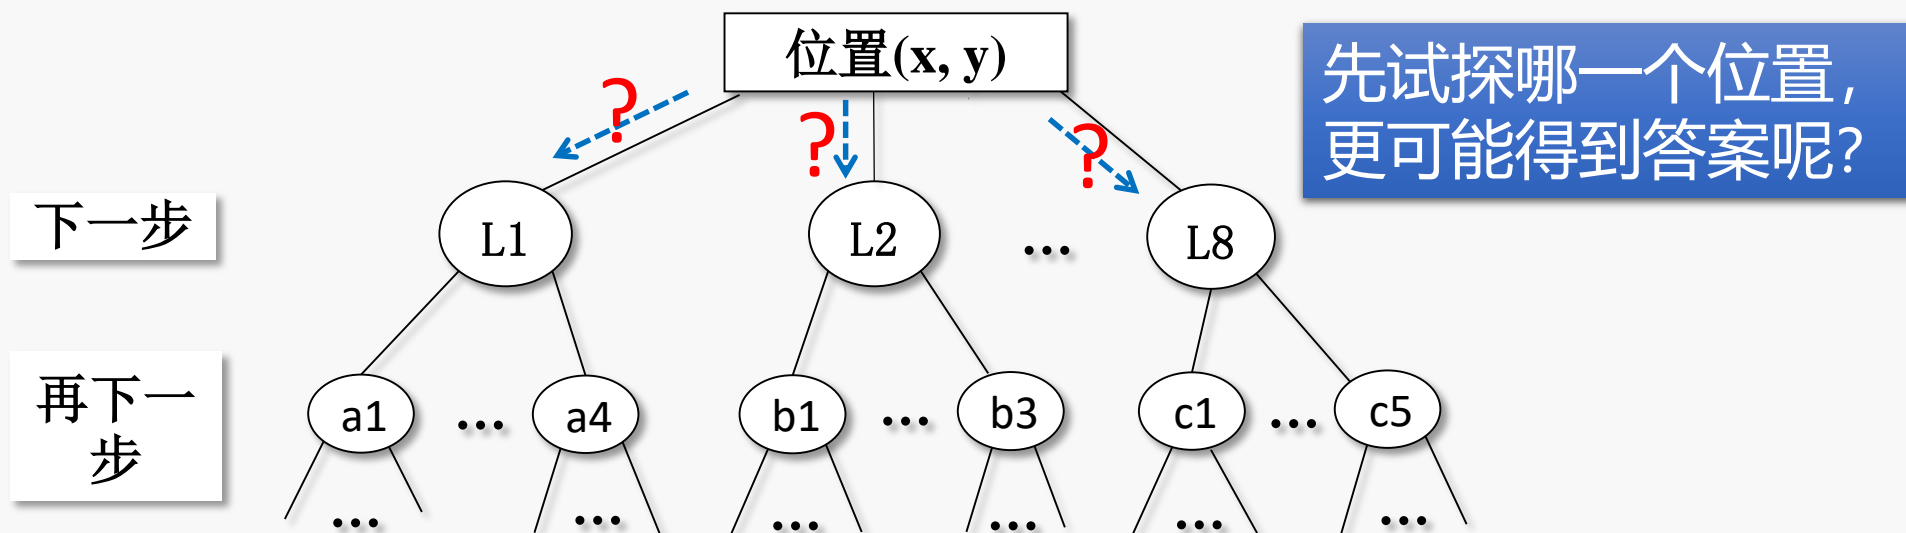 位置(x, y)
先试探哪一个位置，
更可能得到答案呢？
?
?
?
下一步
L1
L2
...
L8
再下一
步
a1
...
a4
b1
...
b3
c1
...
c5
...
...
...
...
...
...